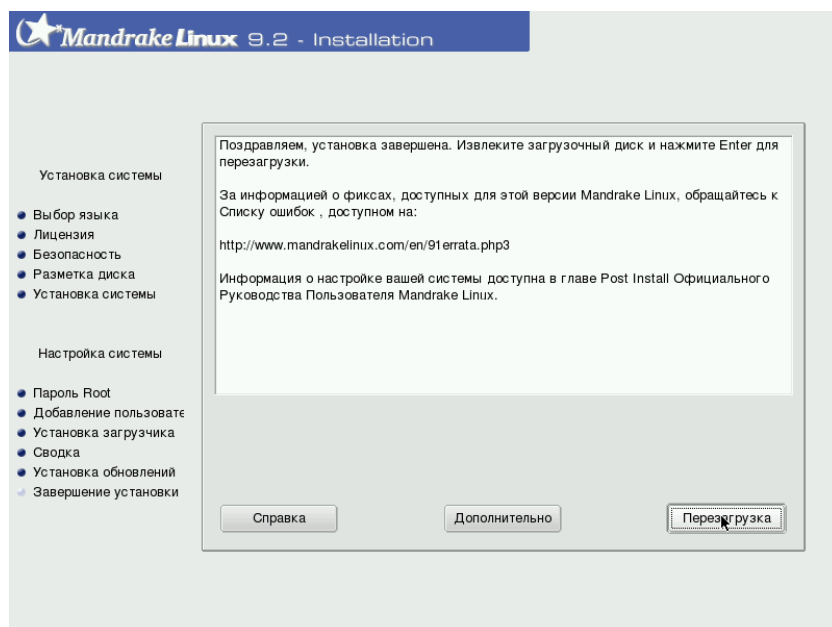 Mandrake Linux 9.2 - Installation
Установка системы
Выбор языка
Лицензия
Безопасность
Разметка диска
Установка системы
Настройка системы
Пароль Root
Добавление пользовате
Установка загрузчика
Сводка
Установка обновлений
Завершение установки
Поздравляем, установка завершена. Извлеките загрузочный диск и нажмите Enter для
перезагрузки.
За информацией о фиксах, доступных для этой версии Mandrake Linux, обращайтесь к
Списку ошибок , доступном на:
http://www.mandrakelinux.com/en/91errata.php3
Информация о настройке вашей системы доступна в главе Post Install Официального
Руководства Пользователя Mandrake Linux.
Справка
Дополнительно
Перезагрузка